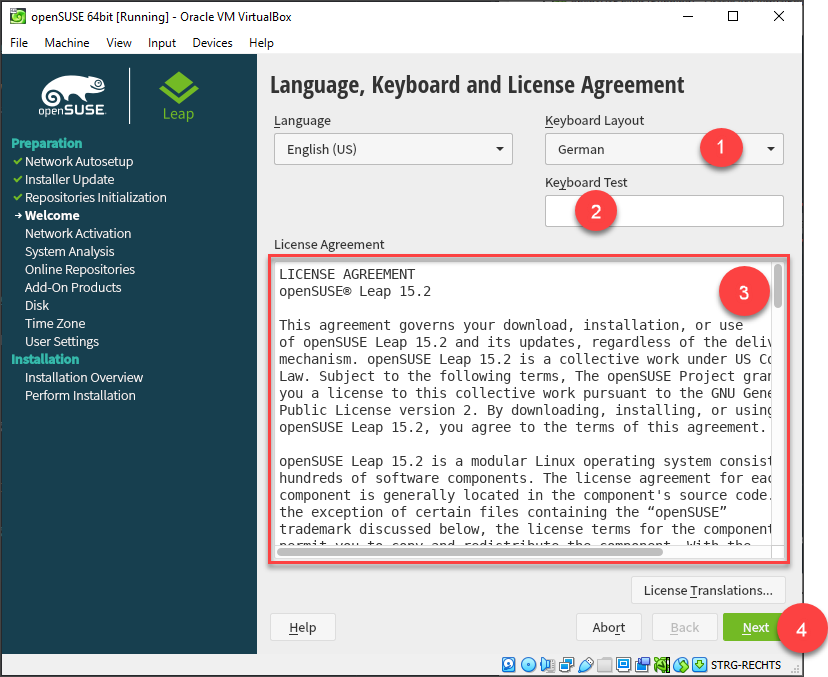 openSUSE 64bit [Running] - Oracle VM VirtualBox
File Machine View Input Devices Help
openSUSE.
Leap
Preparation
Network Autosetup
Installer Update
Repositories Initialization
Welcome
Network Activation
System Analysis
Online Repositories
Add-On Products
Disk
Time Zone
User Settings
Installation
Installation Overview
Perform Installation
Language, Keyboard and License Agreement
Language
English (US)
Keyboard Layout
German
1
Keyboard Test
2
License Agreement
3
LICENSE AGREEMENT
openSUSE® Leap 15.2
This agreement governs your download, installation, or use
of openSUSE Leap 15.2 and its updates, regardless of the deliv
mechanism. openSUSE Leap 15.2 is a collective work under US Co
Law. Subject to the following terms, The openSUSE Project gran
you a license to this collective work pursuant to the GNU Gene
Public License version 2. By downloading, installing, or using
openSUSE Leap 15.2, you agree to the terms of this agreement.
openSUSE Leap 15.2 is a modular Linux operating system consist
hundreds of software components. The license agreement for eac
component is generally located in the component's source code.
the exception of certain files containing the “openSUSE”
trademark discussed below, the license terms for the component
permit you to copy and redistribute the component. With the
License Translations...
Help
Abort
Back
Next
4
STRG-RECHTS